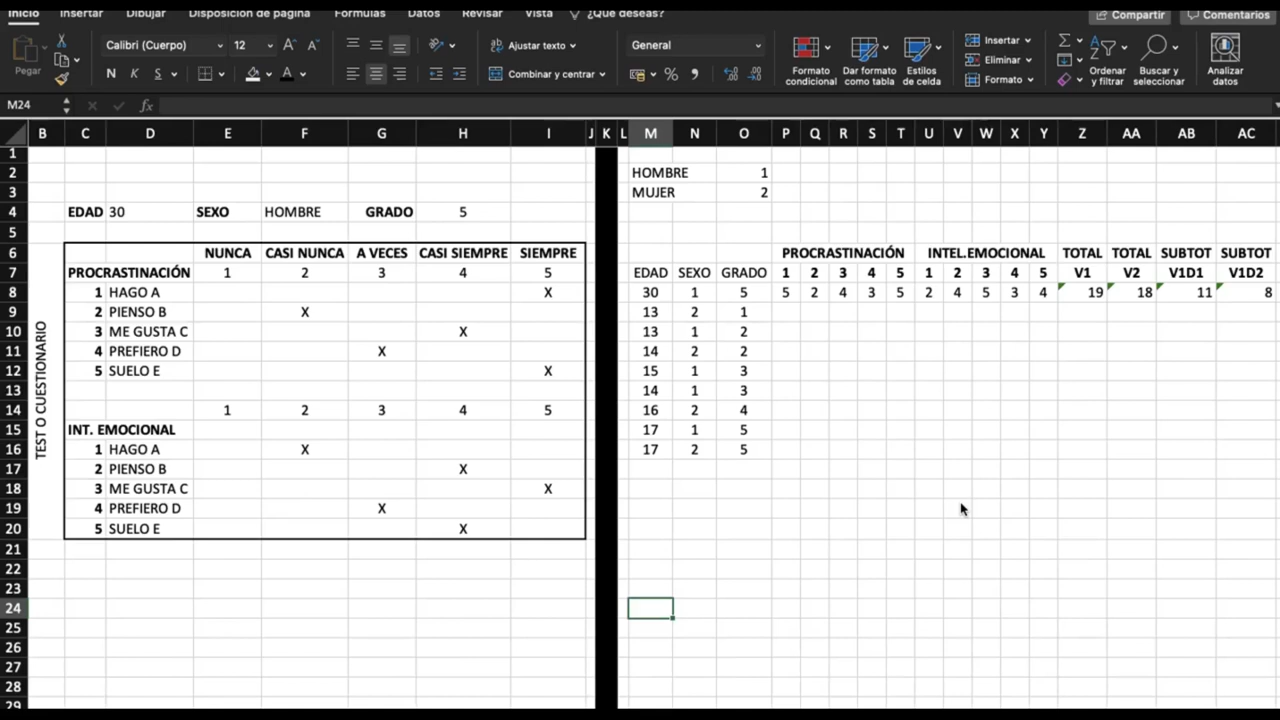 Inicio Insertar Dibujar Disposición de página Fórmulas Datos Revisar Vista ¿Qué deseas? Compartir Comentarios
Pegar Calibri (Cuerpo) 12 A A Ajustar texto General Insertar
N K S A Combinar y centrar % Formato condicional Dar formato como tabla Estilos de celda Eliminar Formato Ordenar y filtrar Buscar y seleccionar Analizar datos
M24 fx
B C D E F G H I J K L M N O P Q R S T U V W X Y Z AA AB AC
1
2 HOMBRE 1
3 MUJER 2
4 EDAD 30 SEXO HOMBRE GRADO 5
5
6 NUNCA CASI NUNCA A VECES CASI SIEMPRE SIEMPRE PROCRASTINACIÓN INTEL.EMOCIONAL TOTAL TOTAL SUBTOT SUBTOT
7 PROCRASTINACIÓN 1 2 3 4 5 EDAD SEXO GRADO 1 2 3 4 5 1 2 3 4 5 V1 V2 V1D1 V1D2
8 1 HAGO A X 30 1 5 5 2 4 3 5 2 4 5 3 4 19 18 11 8
9 2 PIENSO B X 13 2 1
10 3 ME GUSTA C X 13 1 2
11 4 PREFIERO D X 14 2 2
12 5 SUELO E X 15 1 3
13 14 1 3
14 1 2 3 4 5 16 2 4
15 INT. EMOCIONAL 17 1 5
16 1 HAGO A X 17 2 5
17 2 PIENSO B X
18 3 ME GUSTA C X
19 4 PREFIERO D X
20 5 SUELO E X
TEST O CUESTIONARIO
21
22
23
24
25
26
27
28
29